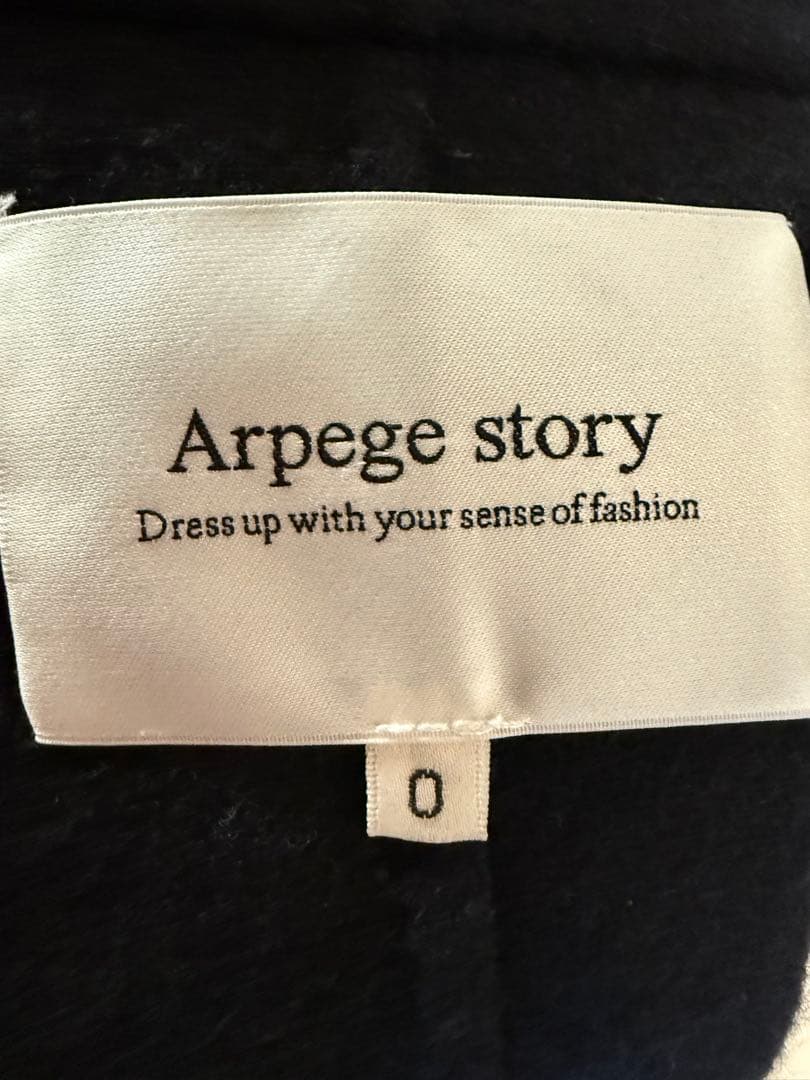 Arpege story
Dress up with your sense of fashion
0